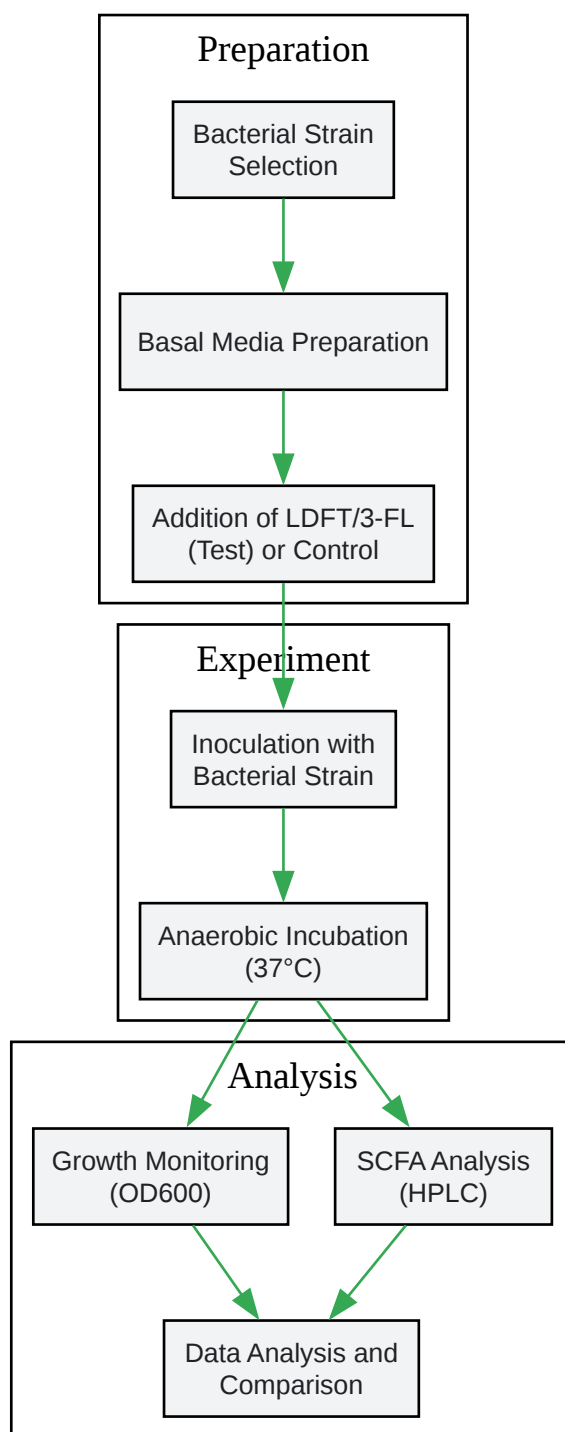 Preparation
Bacterial Strain
Selection
Basal Media Preparation
Addition of LDFT/3-FL
(Test) or Control
Experiment
Inoculation with
Bacterial Strain
Anaerobic Incubation
(37°C)
Analysis
Growth Monitoring
(OD600)
SCFA Analysis
(HPLC)
Data Analysis and
Comparison